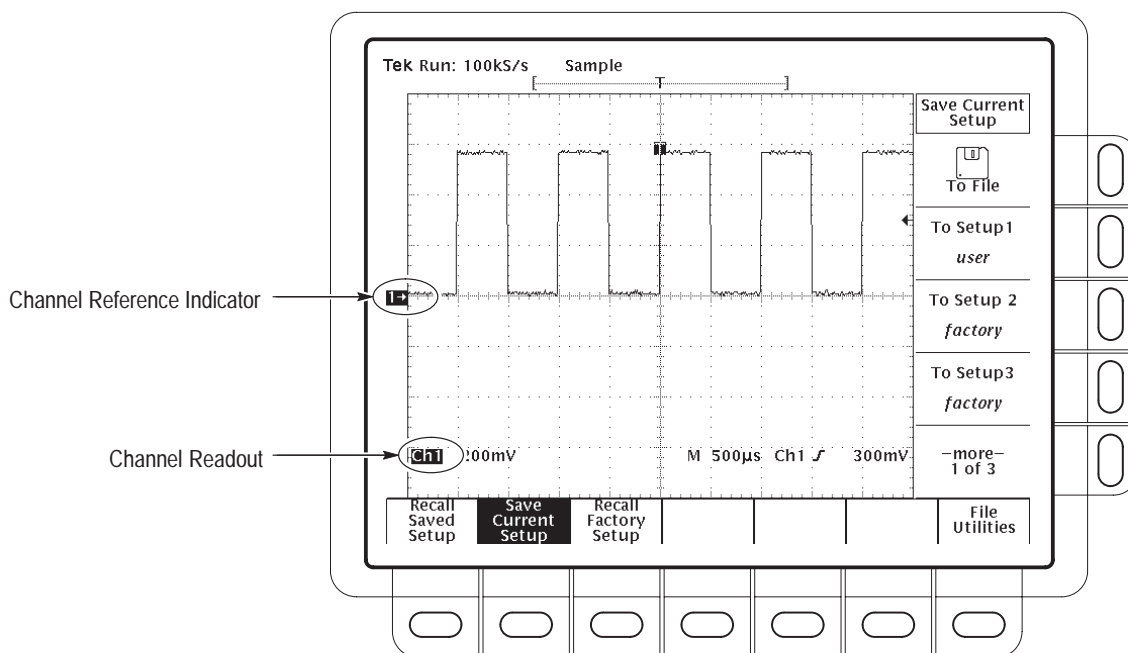 Tek Run: 100kS/s Sample
[ T ]
Save Current
Setup
To File
To Setup1
user
Channel Reference Indicator
1→
To Setup 2
factory
To Setup3
factory
Channel Readout
Ch1 M 500µs Ch1 300mV
–more–
1 of 3
Recall
Saved
Setup
Save
Current
Setup
Recall
Factory
Setup
File
Utilities